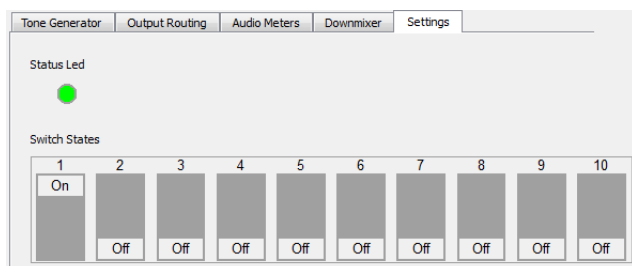 Tone Generator Output Routing Audio Meters Downmixer Settings
Status Led
Switch States
1 2 3 4 5 6 7 8 9 10
On
Off Off Off Off Off Off Off Off Off